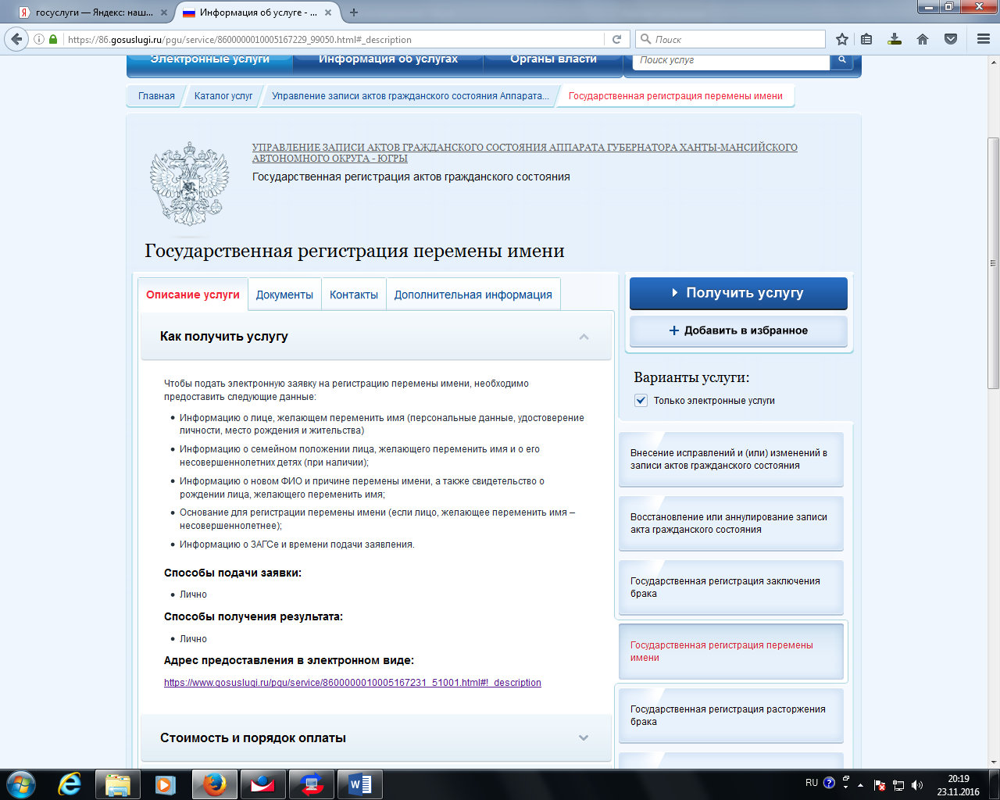 госуслуги — Яндекс: наш...
Информация об услуге - ...
https://86.gosuslugi.ru/pgu/service/8600000010005167229_99050.html#_description
Поиск
Электронные услуги
Информация об услугах
Органы власти
Поиск услуг
Главная
Каталог услуг
Управление записи актов гражданского состояния Аппарата...
Государственная регистрация перемены имени
УПРАВЛЕНИЕ ЗАПИСИ АКТОВ ГРАЖДАНСКОГО СОСТОЯНИЯ АППАРАТА ГУБЕРНАТОРА ХАНТЫ-МАНСИЙСКОГО
АВТОНОМНОГО ОКРУГА - ЮГРЫ
Государственная регистрация актов гражданского состояния
Государственная регистрация перемены имени
Описание услуги
Документы
Контакты
Дополнительная информация
Как получить услугу
Чтобы подать электронную заявку на регистрацию перемены имени, необходимо
предоставить следующие данные:
• Информацию о лице, желающем переменить имя (персональные данные, удостоверение
личности, место рождения и жительства)
• Информацию о семейном положении лица, желающего переменить имя и о его
несовершеннолетних детях (при наличии);
• Информацию о новом ФИО и причине перемены имени, а также свидетельство о
рождении лица, желающего переменить имя;
• Основание для регистрации перемены имени (если лицо, желающее переменить имя –
несовершеннолетнее);
• Информацию о ЗАГСе и времени подачи заявления.
Способы подачи заявки:
• Лично
Способы получения результата:
• Лично
Адрес предоставления в электронном виде:
https://www.gosuslugi.ru/pgu/service/8600000010005167231_51001.html#!_description
Стоимость и порядок оплаты
Получить услугу
+ Добавить в избранное
Варианты услуги:
Только электронные услуги
Внесение исправлений и (или) изменений в
записи актов гражданского состояния
Восстановление или аннулирование записи
акта гражданского состояния
Государственная регистрация заключения
брака
Государственная регистрация перемены
имени
Государственная регистрация расторжения
брака
RU
20:19
23.11.2016